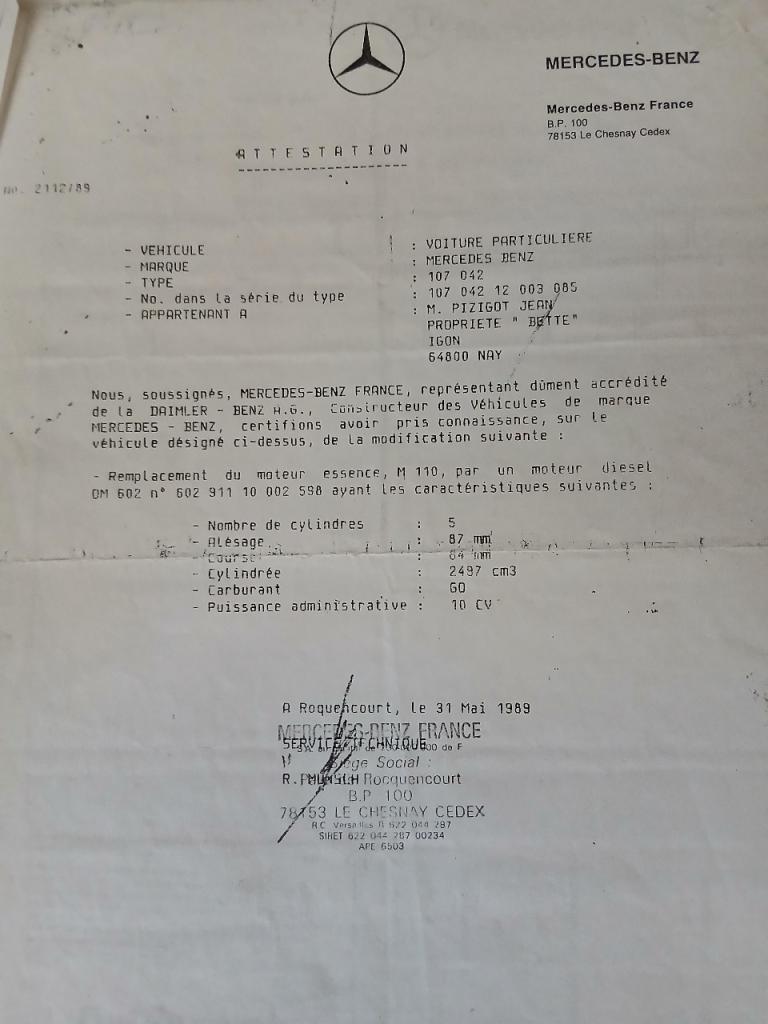 MERCEDES-BENZ
Mercedes-Benz France
B.P. 100
78153 Le Chesnay Cedex
ATTESTATION
No. 2112/89
- VEHICULE : VOITURE PARTICULIERE
- MARQUE : MERCEDES BENZ
- TYPE : 107 042
- No. dans la série du type : 107 042 12 003 085
- APPARTENANT A : M. PIZIGOT JEAN
PROPRIETE " BETTE"
IGON
64800 NAY
Nous, soussignés, MERCEDES-BENZ FRANCE, représentant dûment accrédité
de la DAIMLER - BENZ A.G., Constructeur des Véhicules de marque
MERCEDES - BENZ, certifions avoir pris connaissance, sur le
véhicule désigné ci-dessus, de la modification suivante :
- Remplacement du moteur essence, M 110, par un moteur diesel
OM 602 n° 602 911 10 002 598 ayant les caractéristiques suivantes :
- Nombre de cylindres : 5
- Alésage : 87 mm
- Course : 84 mm
- Cylindrée : 2497 cm3
- Carburant : GO
- Puissance administrative : 10 CV
A Roquencourt, le 31 Mai 1989
MERCEDES-BENZ FRANCE
SERVICE TECHNIQUE
de F
Siège Social :
R. Rocquencourt
B.P 100
78153 LE CHESNAY CEDEX
R.C. Versailles B 622 044 287
SIRET 622 044 287 00234
APE 6503